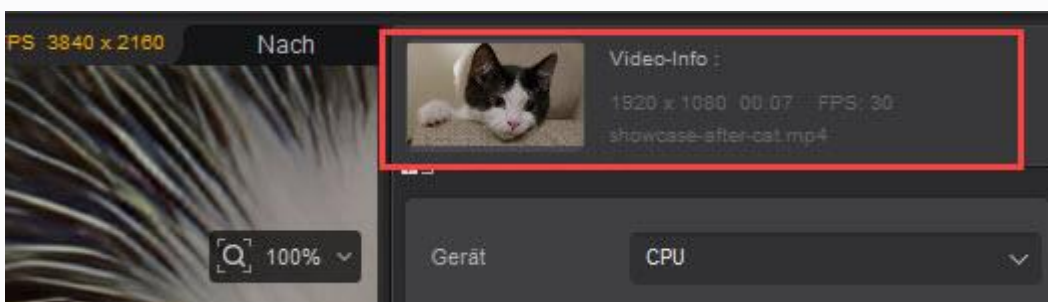 PS 3840 x 2160
Nach
Video-Info :
1920 x 1080 00:07 FPS: 30
showcase-after-cat.mp4
100%
Gerät
CPU